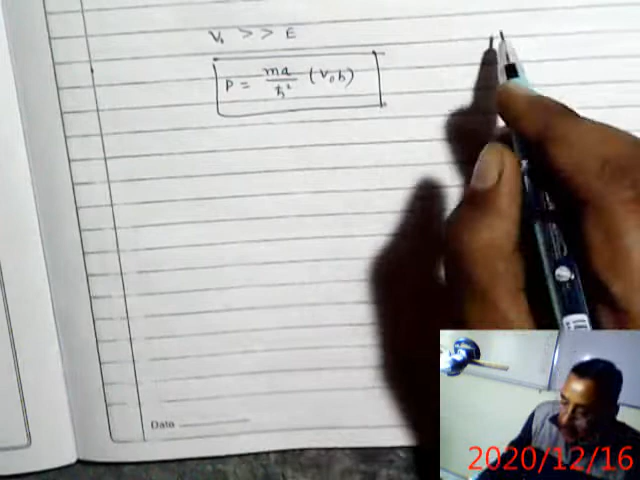 V₀ > > E
P = ma/ħ² (V₀b)
Date
2020/12/16